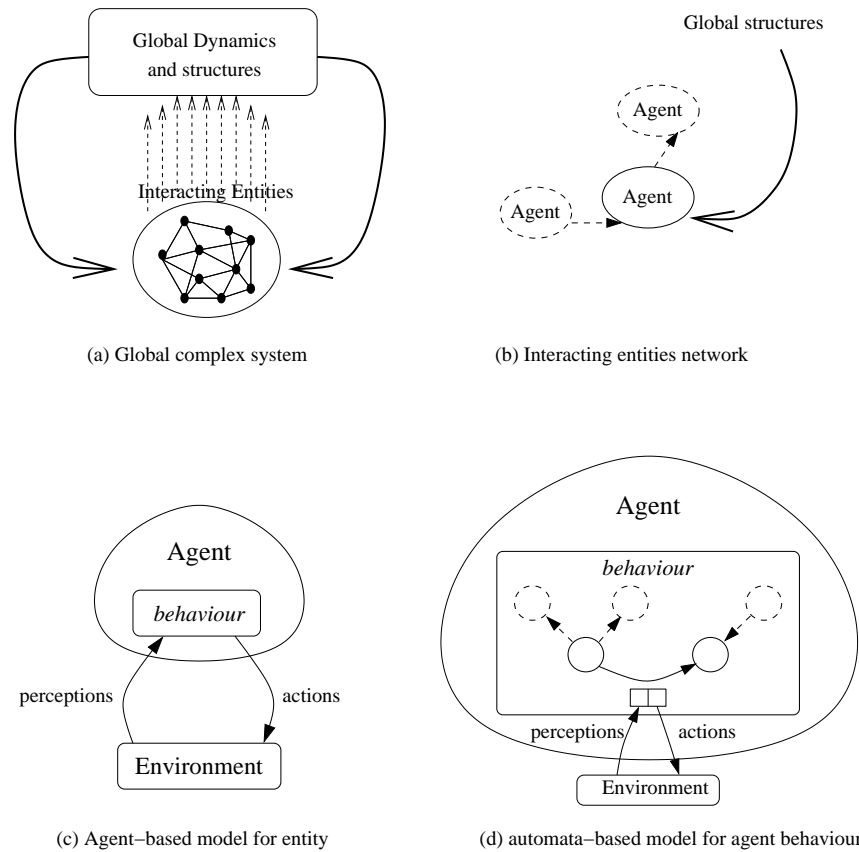 Global Dynamics
and structures
Interacting Entities
(a) Global complex system
Global structures
Agent
Agent
Agent
(b) Interacting entities network
Agent
behaviour
perceptions
actions
Environment
(c) Agent−based model for entity
Agent
behaviour
perceptions
actions
Environment
(d) automata−based model for agent behaviour